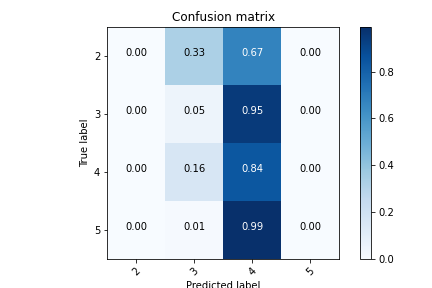 Confusion matrix
True label
2 0.00 0.33 0.67 0.00
3 0.00 0.05 0.95 0.00
4 0.00 0.16 0.84 0.00
5 0.00 0.01 0.99 0.00
2 3 4 5
Predicted label
0.8
0.6
0.4
0.2
0.0